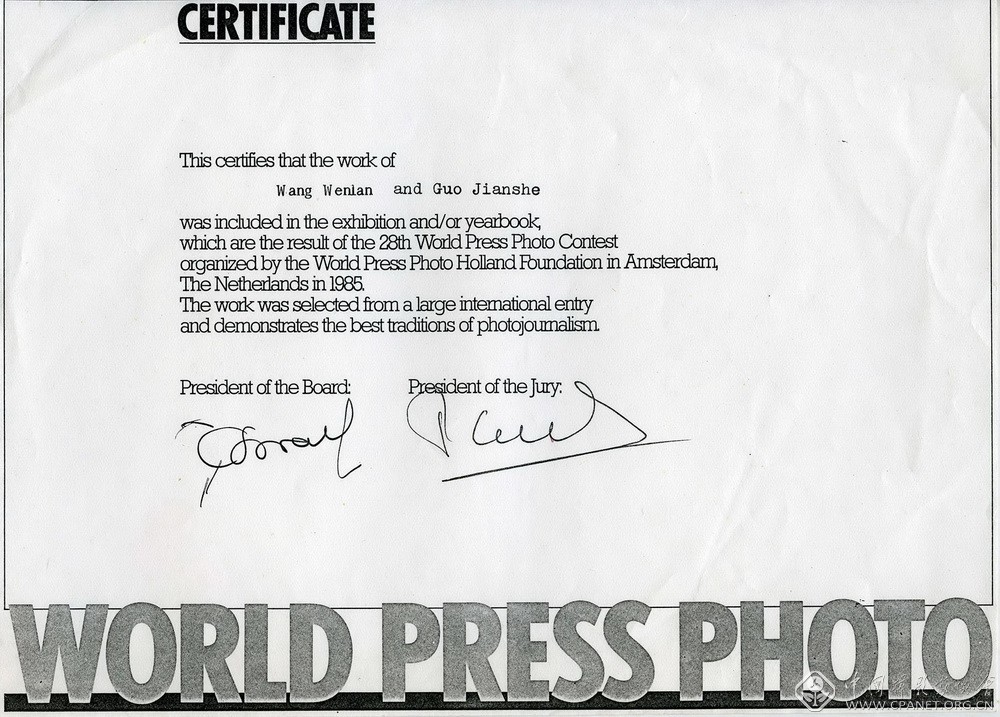 CERTIFICATE
This certifies that the work of
Wang Wenlan and Guo Jianshe
was included in the exhibition and/or yearbook,
which are the result of the 28th World Press Photo Contest
organized by the World Press Photo Holland Foundation in Amsterdam,
The Netherlands in 1985.
The work was selected from a large international entry
and demonstrates the best traditions of photojournalism.
President of the Board: President of the Jury:
WORLD PRESS PHOTO
WWW.CPANET.ORG.CN